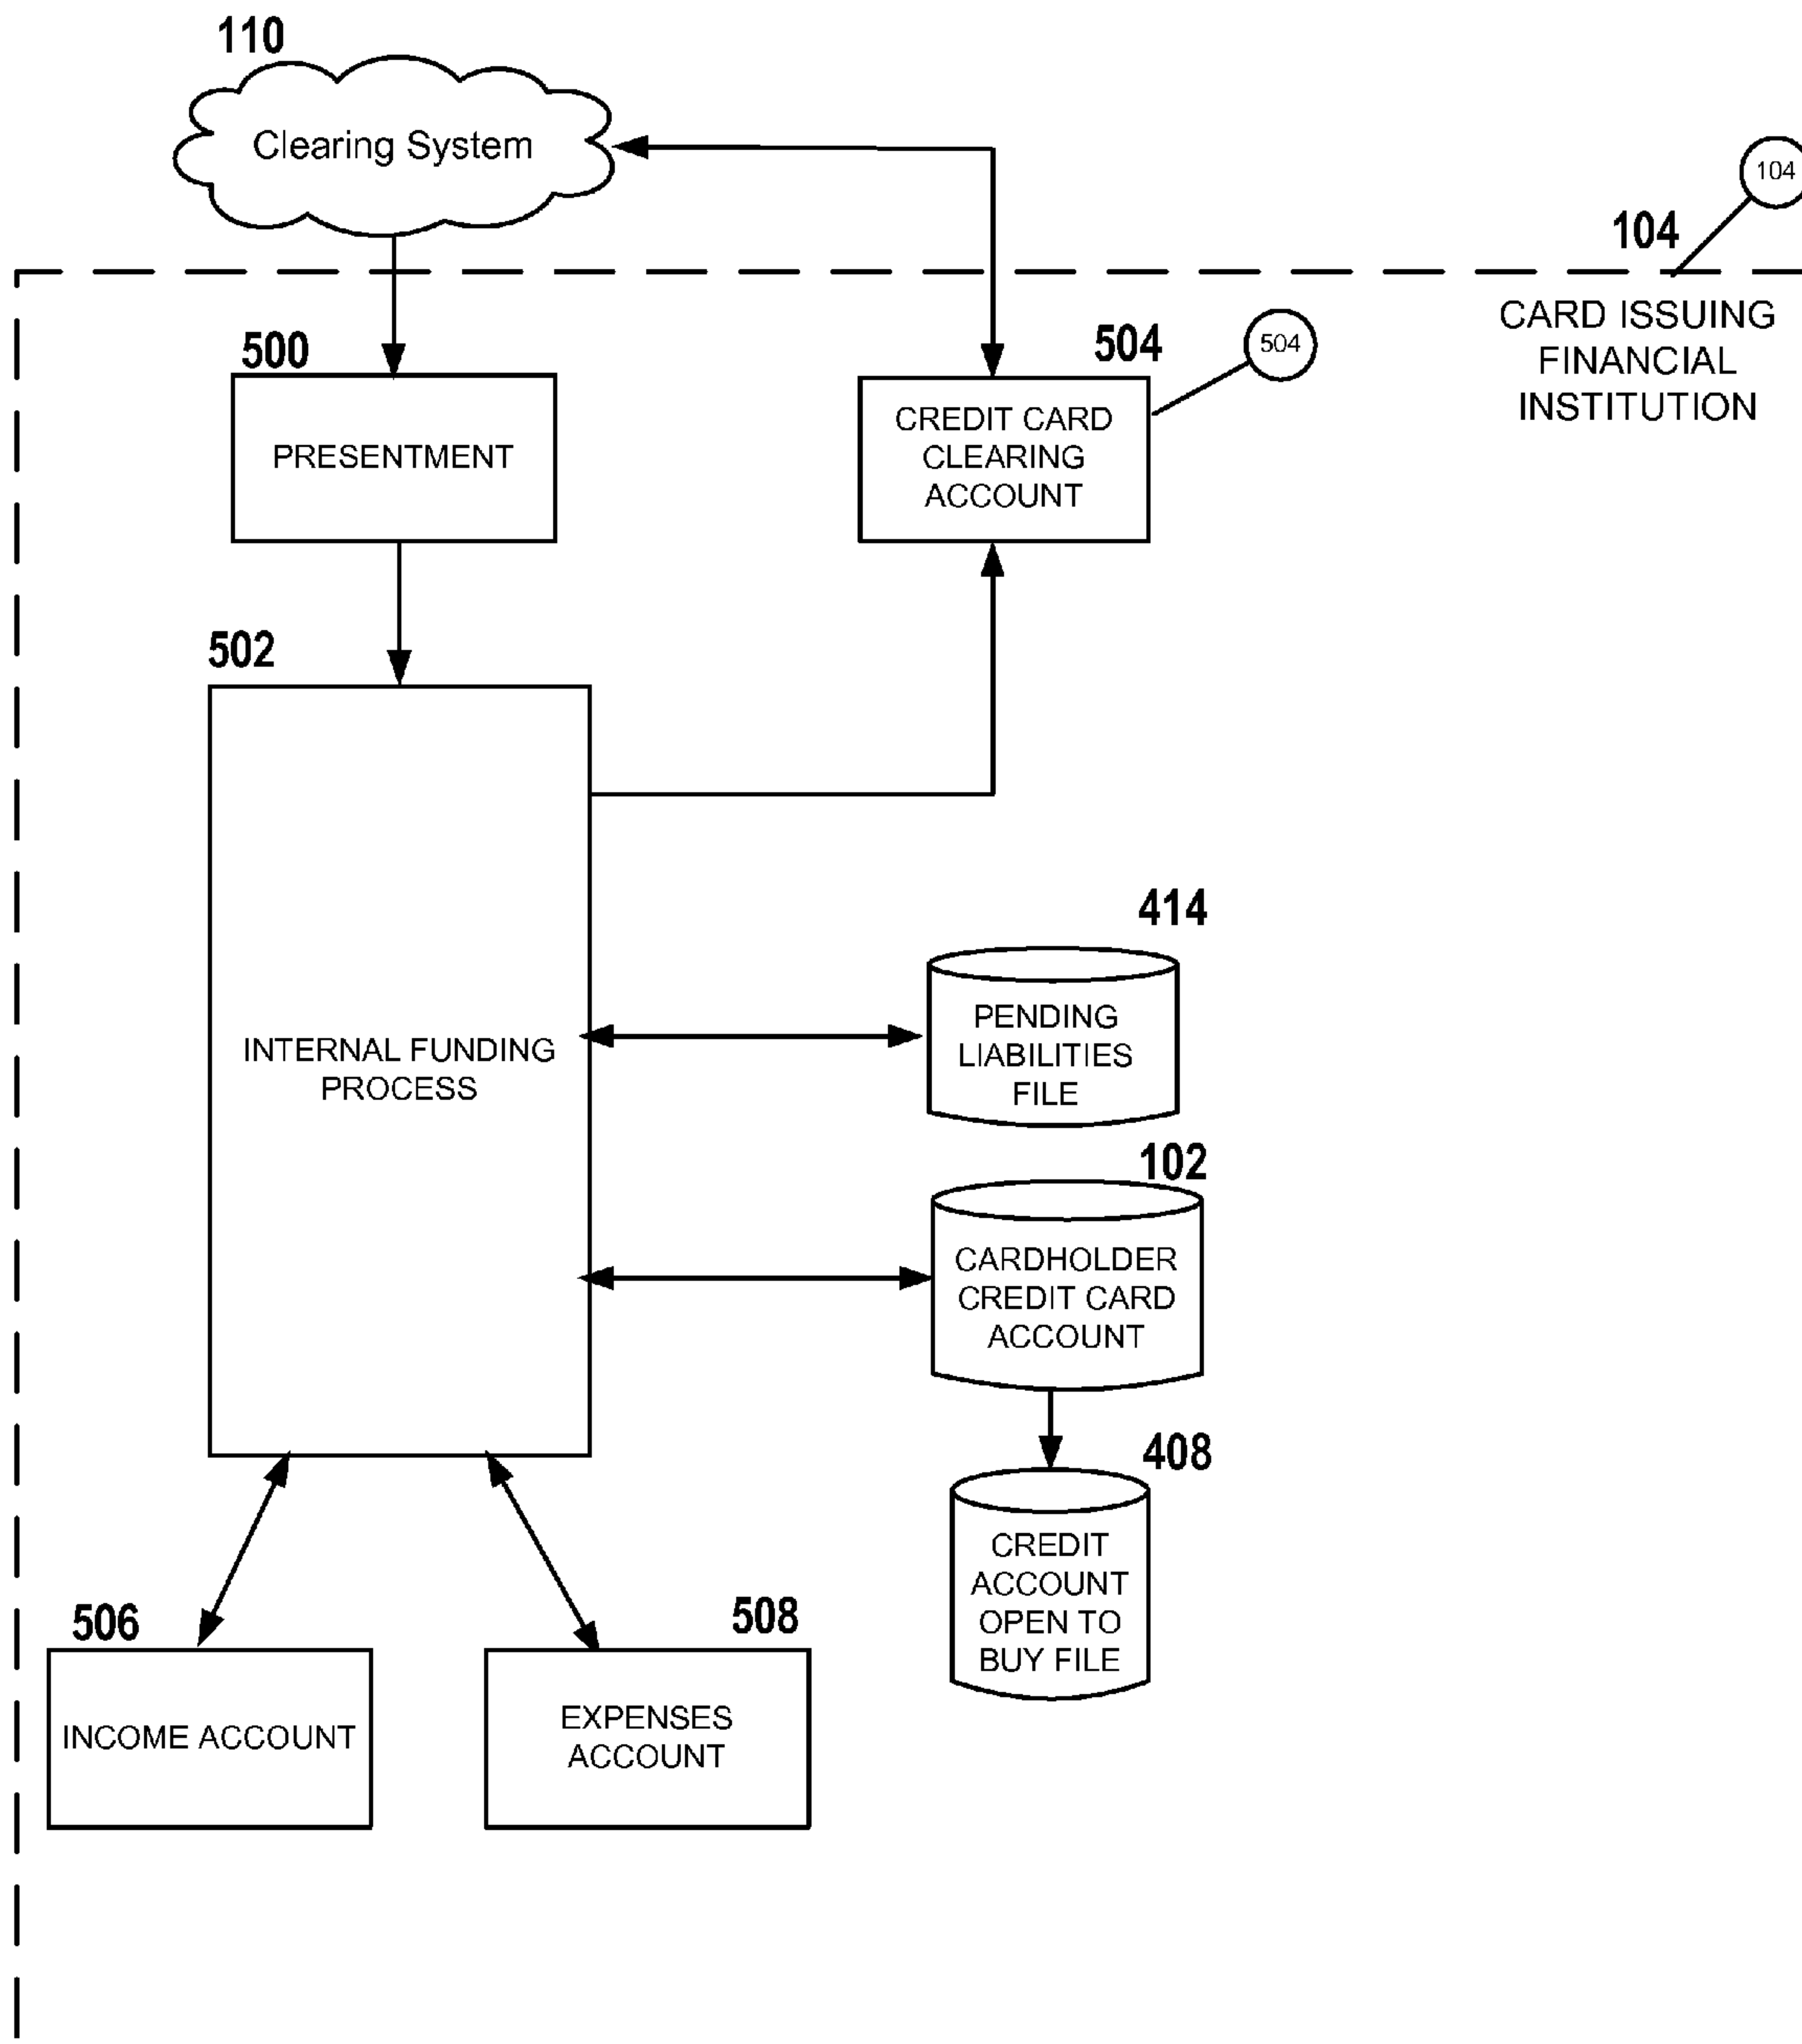 110
Clearing System
104
104
CARD ISSUING
FINANCIAL
INSTITUTION
500
PRESENTMENT
504
504
CREDIT CARD
CLEARING
ACCOUNT
502
INTERNAL FUNDING
PROCESS
414
PENDING
LIABILITIES
FILE
102
CARDHOLDER
CREDIT CARD
ACCOUNT
408
CREDIT
ACCOUNT
OPEN TO
BUY FILE
506
INCOME ACCOUNT
508
EXPENSES
ACCOUNT